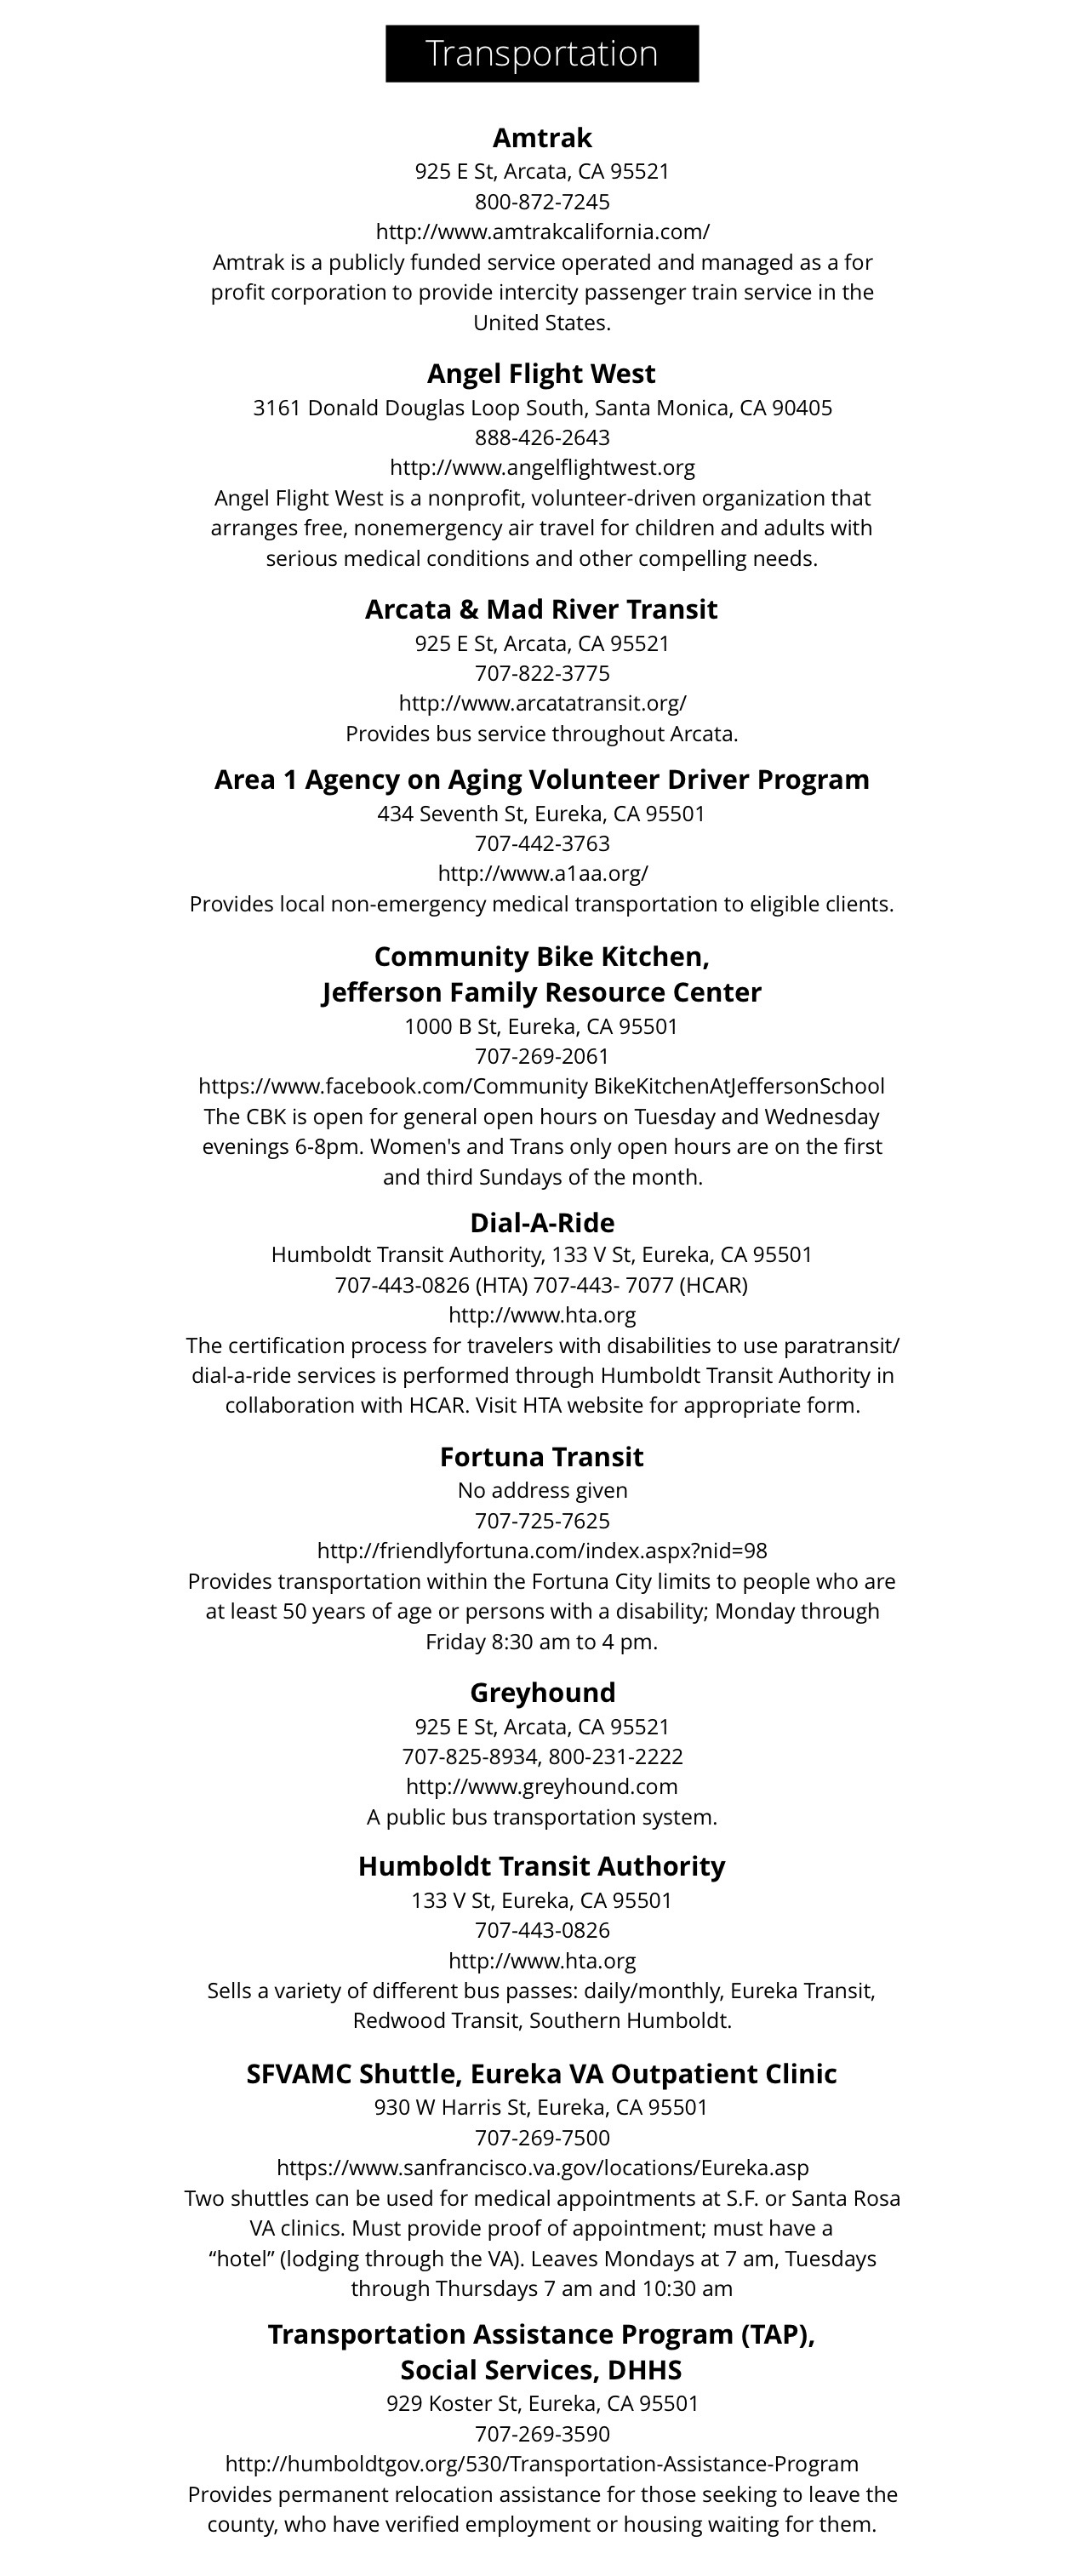 Transportation
Amtrak
925 E St, Arcata, CA 95521
800-872-7245
http://www.amtrakcalifornia.com/
Amtrak is a publicly funded service operated and managed as a for
profit corporation to provide intercity passenger train service in the
United States.
Angel Flight West
3161 Donald Douglas Loop South, Santa Monica, CA 90405
888-426-2643
http://www.angelflightwest.org
Angel Flight West is a nonprofit, volunteer-driven organization that
arranges free, nonemergency air travel for children and adults with
serious medical conditions and other compelling needs.
Arcata & Mad River Transit
925 E St, Arcata, CA 95521
707-822-3775
http://www.arcatatransit.org/
Provides bus service throughout Arcata.
Area 1 Agency on Aging Volunteer Driver Program
434 Seventh St, Eureka, CA 95501
707-442-3763
http://www.a1aa.org/
Provides local non-emergency medical transportation to eligible clients.
Community Bike Kitchen,
Jefferson Family Resource Center
1000 B St, Eureka, CA 95501
707-269-2061
https://www.facebook.com/Community BikeKitchenAtJeffersonSchool
The CBK is open for general open hours on Tuesday and Wednesday
evenings 6-8pm. Women's and Trans only open hours are on the first
and third Sundays of the month.
Dial-A-Ride
Humboldt Transit Authority, 133 V St, Eureka, CA 95501
707-443-0826 (HTA) 707-443- 7077 (HCAR)
http://www.hta.org
The certification process for travelers with disabilities to use paratransit/
dial-a-ride services is performed through Humboldt Transit Authority in
collaboration with HCAR. Visit HTA website for appropriate form.
Fortuna Transit
No address given
707-725-7625
http://friendlyfortuna.com/index.aspx?nid=98
Provides transportation within the Fortuna City limits to people who are
at least 50 years of age or persons with a disability; Monday through
Friday 8:30 am to 4 pm.
Greyhound
925 E St, Arcata, CA 95521
707-825-8934, 800-231-2222
http://www.greyhound.com
A public bus transportation system.
Humboldt Transit Authority
133 V St, Eureka, CA 95501
707-443-0826
http://www.hta.org
Sells a variety of different bus passes: daily/monthly, Eureka Transit,
Redwood Transit, Southern Humboldt.
SFVAMC Shuttle, Eureka VA Outpatient Clinic
930 W Harris St, Eureka, CA 95501
707-269-7500
https://www.sanfrancisco.va.gov/locations/Eureka.asp
Two shuttles can be used for medical appointments at S.F. or Santa Rosa
VA clinics. Must provide proof of appointment; must have a
“hotel” (lodging through the VA). Leaves Mondays at 7 am, Tuesdays
through Thursdays 7 am and 10:30 am
Transportation Assistance Program (TAP),
Social Services, DHHS
929 Koster St, Eureka, CA 95501
707-269-3590
http://humboldtgov.org/530/Transportation-Assistance-Program
Provides permanent relocation assistance for those seeking to leave the
county, who have verified employment or housing waiting for them.